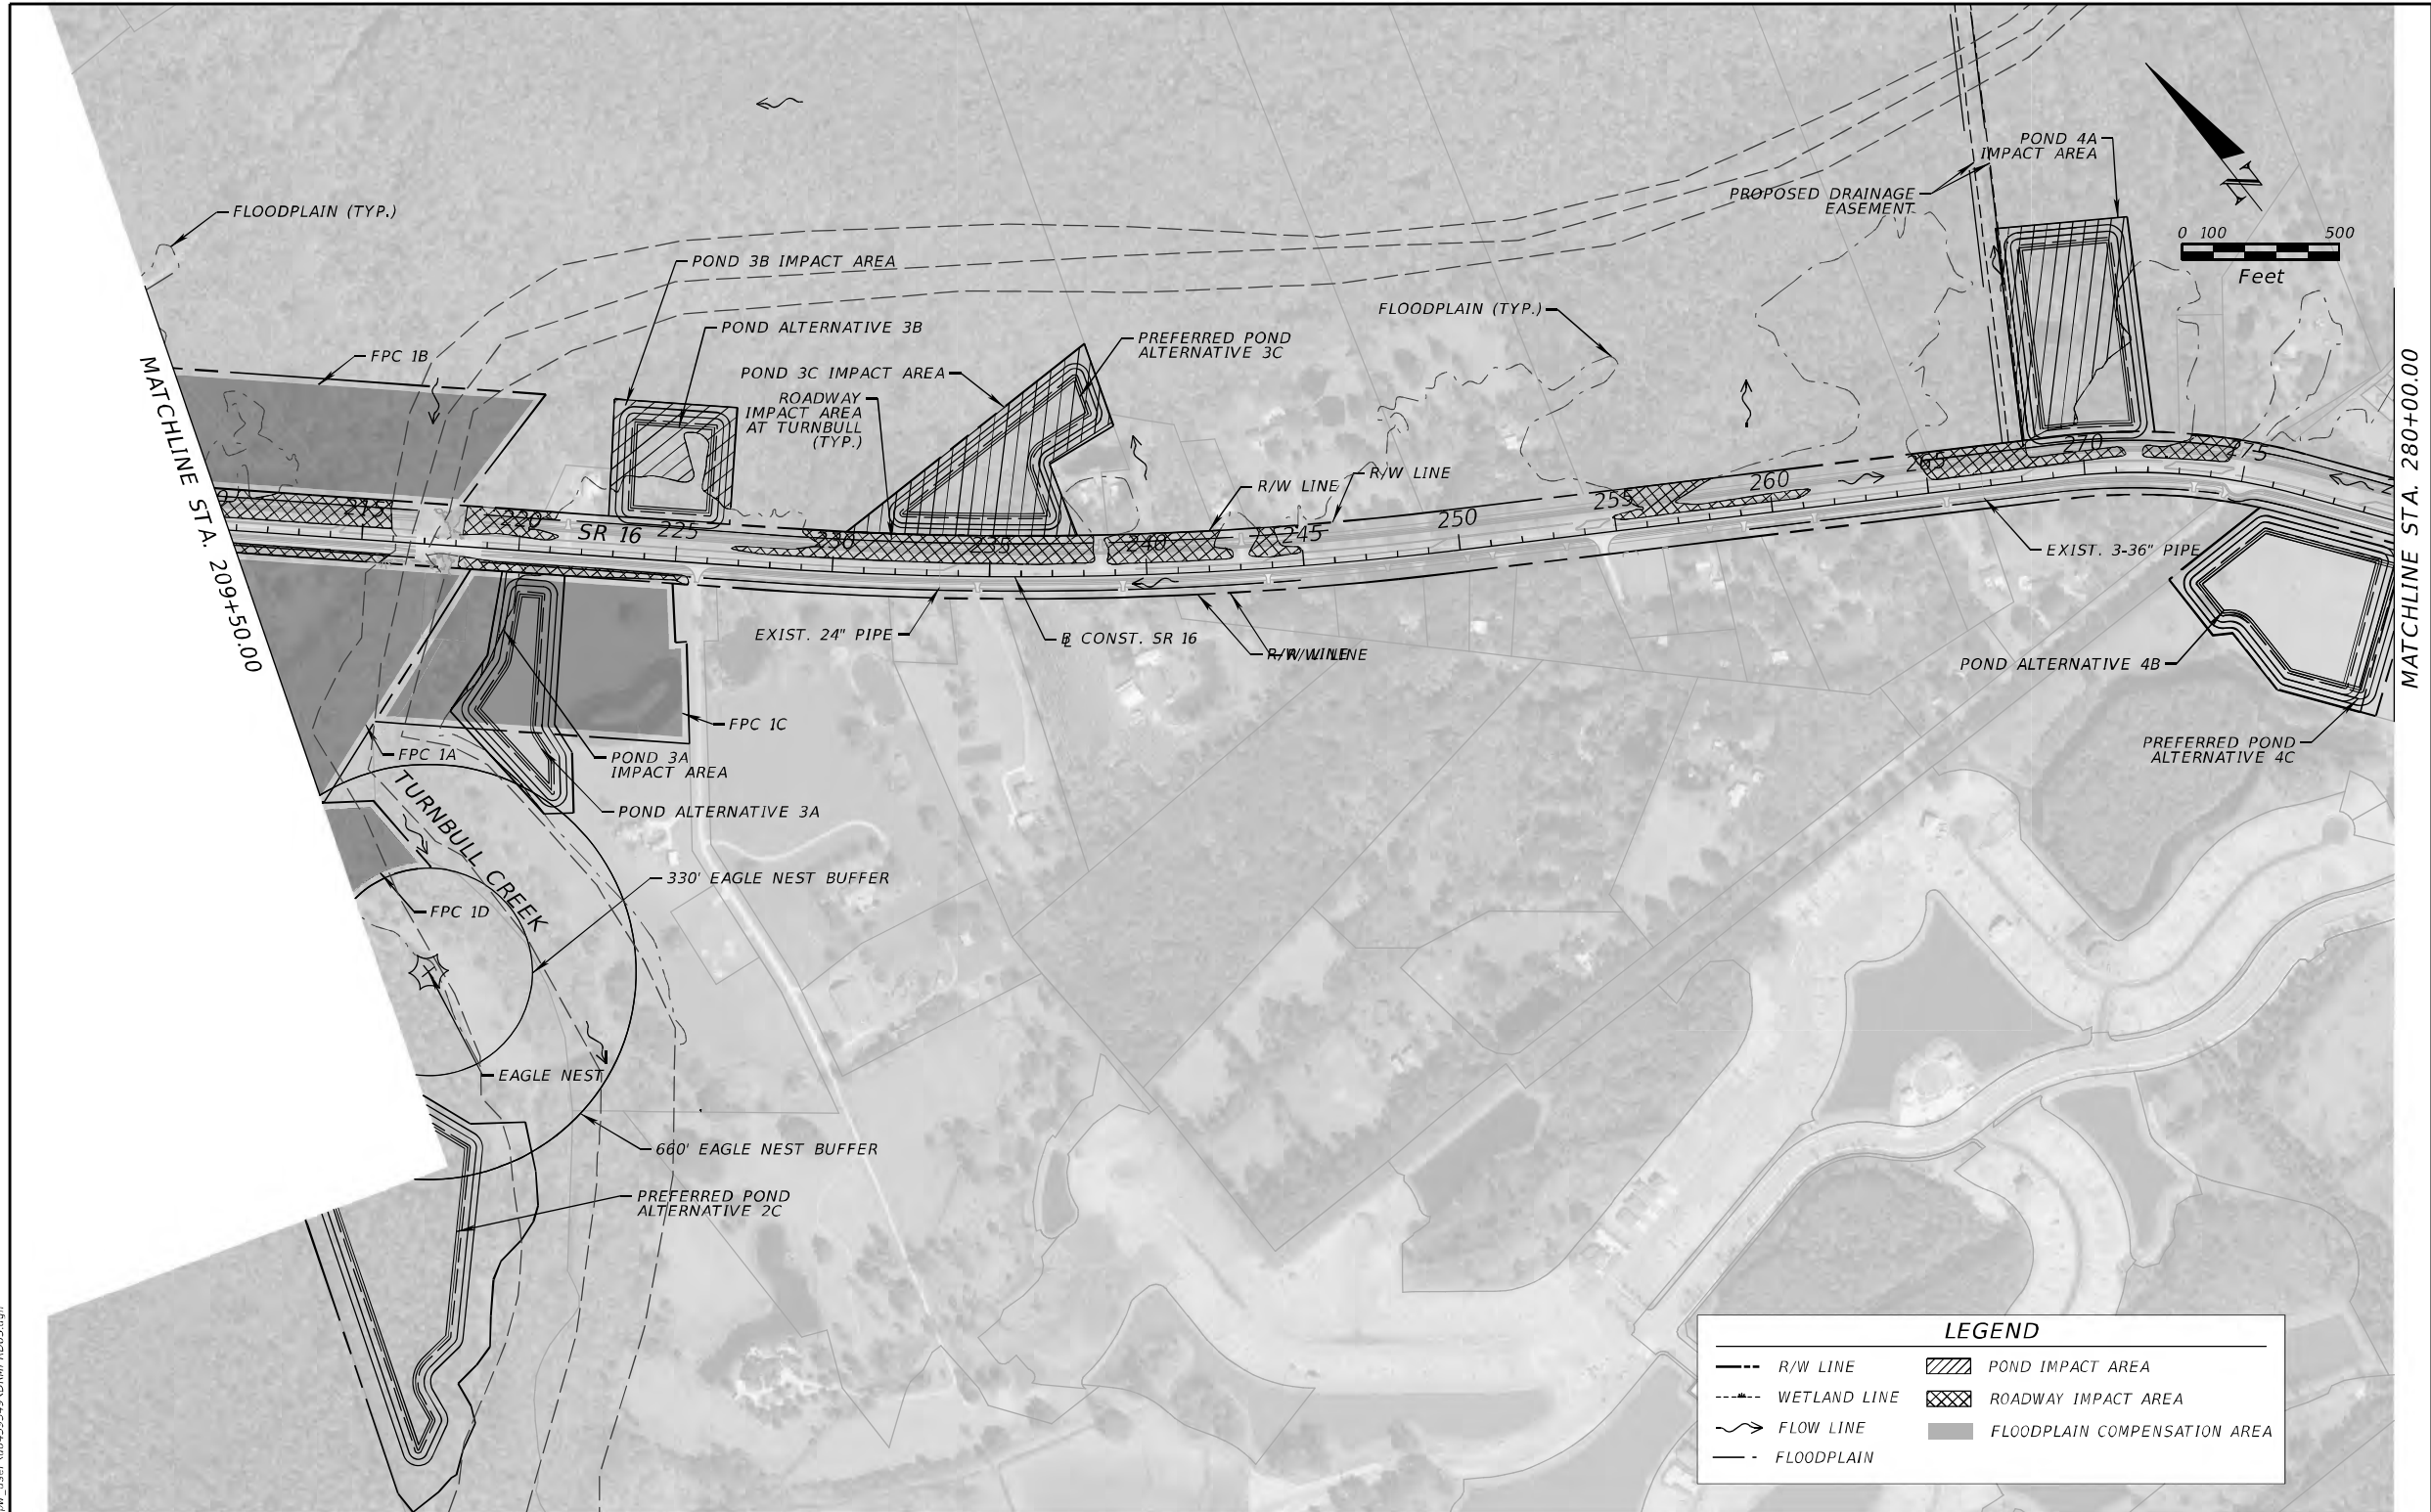 POND 4A
IMPACT AREA
PROPOSED DRAINAGE
EASEMENT
N
0 100 500
Feet
FLOODPLAIN (TYP.)
POND 3B IMPACT AREA
FLOODPLAIN (TYP.)
POND ALTERNATIVE 3B
PREFERRED POND
ALTERNATIVE 3C
FPC 1B
POND 3C IMPACT AREA
ROADWAY
IMPACT AREA
AT TURNBULL
(TYP.)
MATCHLINE STA. 209+50.00
MATCHLINE STA. 280+00.00
R/W LINE
R/W LINE
215
220
SR 16
225
230
235
240
245
250
255
260
265
270
275
EXIST. 3-36" PIPE
EXIST. 24" PIPE
B CONST. SR 16
L
R/W LINE
R/W LINE
POND ALTERNATIVE 4B
FPC 1C
FPC 1A
POND 3A
IMPACT AREA
PREFERRED POND
ALTERNATIVE 4C
POND ALTERNATIVE 3A
TURNBULL CREEK
330' EAGLE NEST BUFFER
FPC 1D
EAGLE NEST
660' EAGLE NEST BUFFER
PREFERRED POND
ALTERNATIVE 2C
LEGEND
R/W LINE
WETLAND LINE
FLOW LINE
FLOODPLAIN
POND IMPACT AREA
ROADWAY IMPACT AREA
FLOODPLAIN COMPENSATION AREA